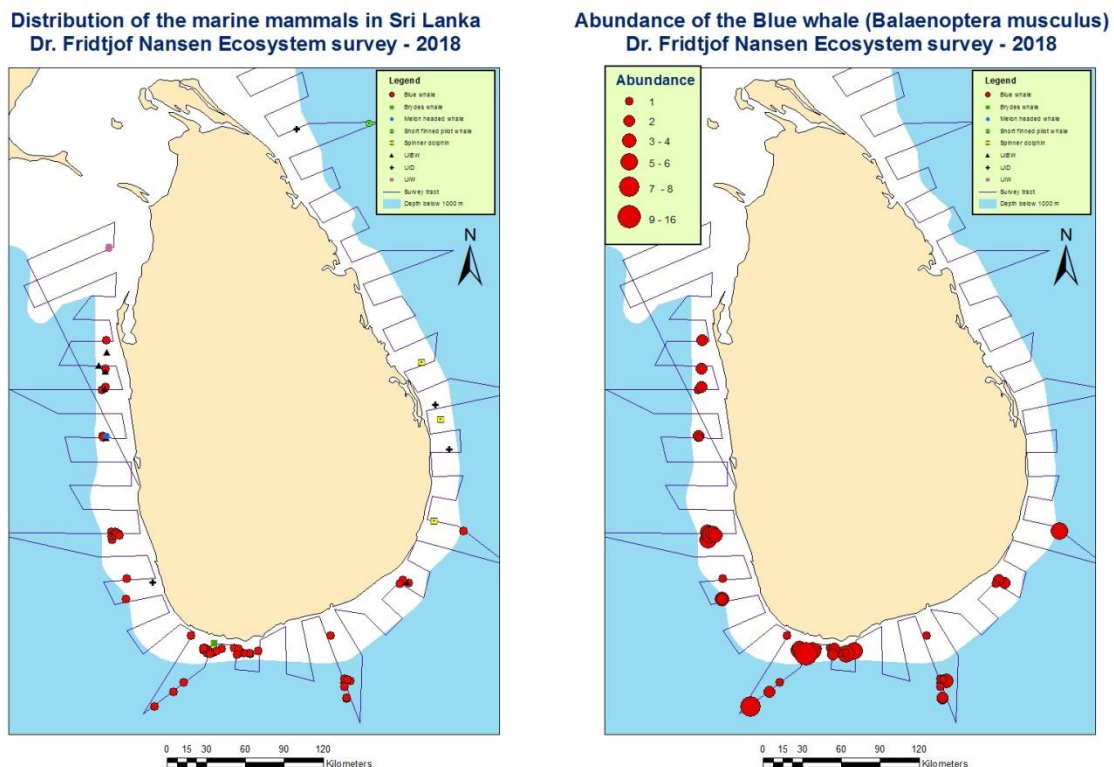 Distribution of the marine mammals in Sri Lanka
Dr. Fridtjof Nansen Ecosystem survey - 2018
Legend
Blue whale
Brydes whale
Melon headed whale
Short finned pilot whale
Spinner dolphin
UIBW
UID
UIW
Survey tract
Depth below 1000 m
N
0 15 30 60 90 120
Kilometers
Abundance of the Blue whale (Balaenoptera musculus)
Dr. Fridtjof Nansen Ecosystem survey - 2018
Abundance
1
2
3 - 4
5 - 6
7 - 8
9 - 16
Legend
Blue whale
Brydes whale
Melon headed whale
Short finned pilot whale
Spinner dolphin
UIBW
UID
UIW
Survey tract
Depth below 1000 m
N
0 15 30 60 90 120
Kilometers